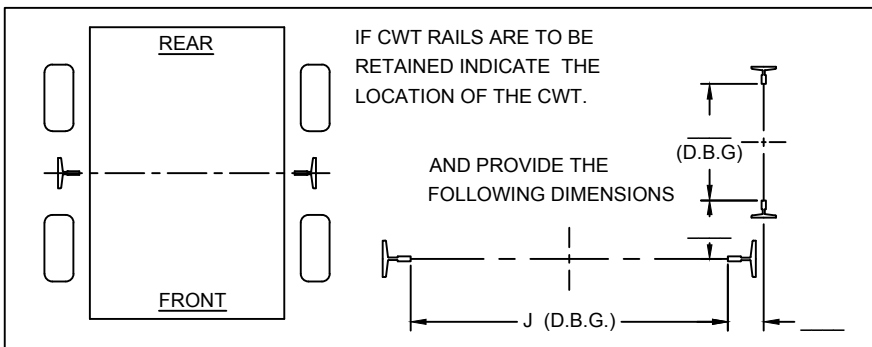 REAR
IF CWT RAILS ARE TO BE
RETAINED INDICATE THE
LOCATION OF THE CWT.
(D.B.G)
AND PROVIDE THE
FOLLOWING DIMENSIONS
FRONT
J (D.B.G.)